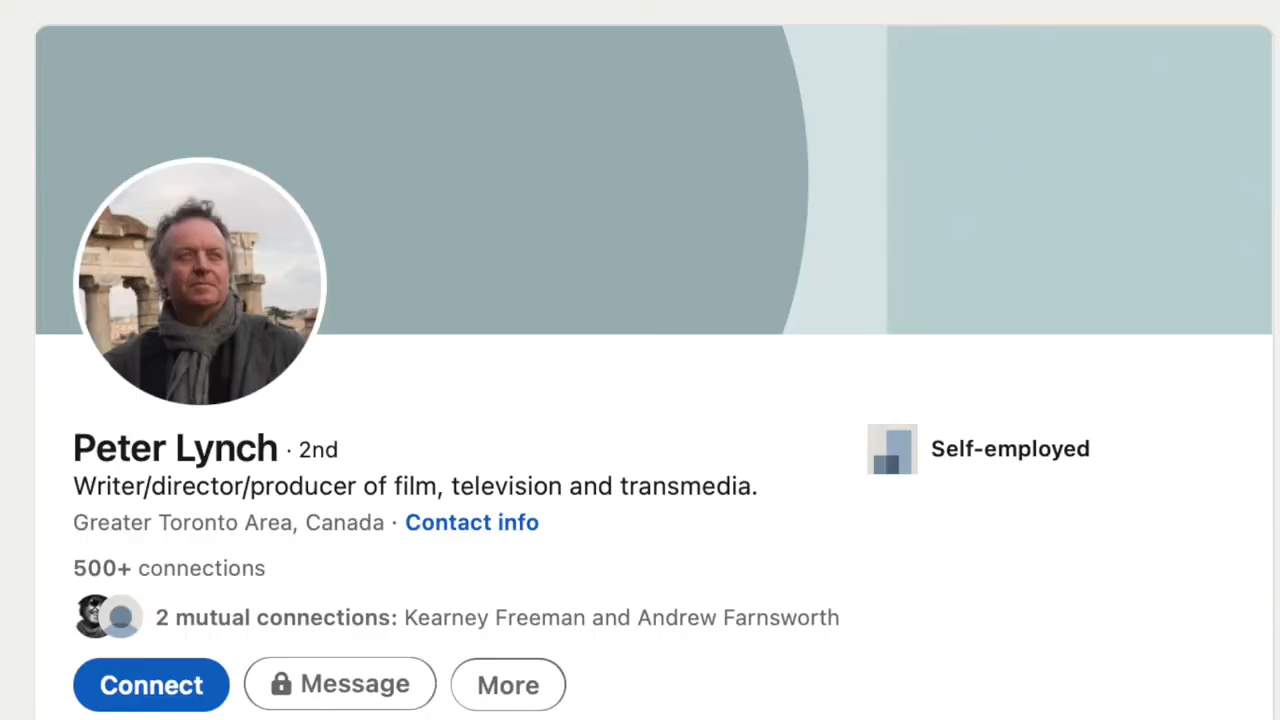 Peter Lynch · 2nd
Self-employed
Writer/director/producer of film, television and transmedia.
Greater Toronto Area, Canada · Contact info
500+ connections
2 mutual connections: Kearney Freeman and Andrew Farnsworth
Connect
Message
More